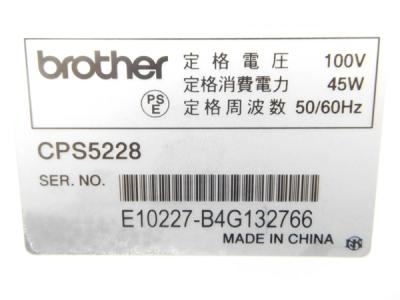 brother 定格電圧 100V
PS E 定格消費電力 45W
定格周波数 50/60Hz
CPS5228
SER. NO.
E10227-B4G132766
MADE IN CHINA